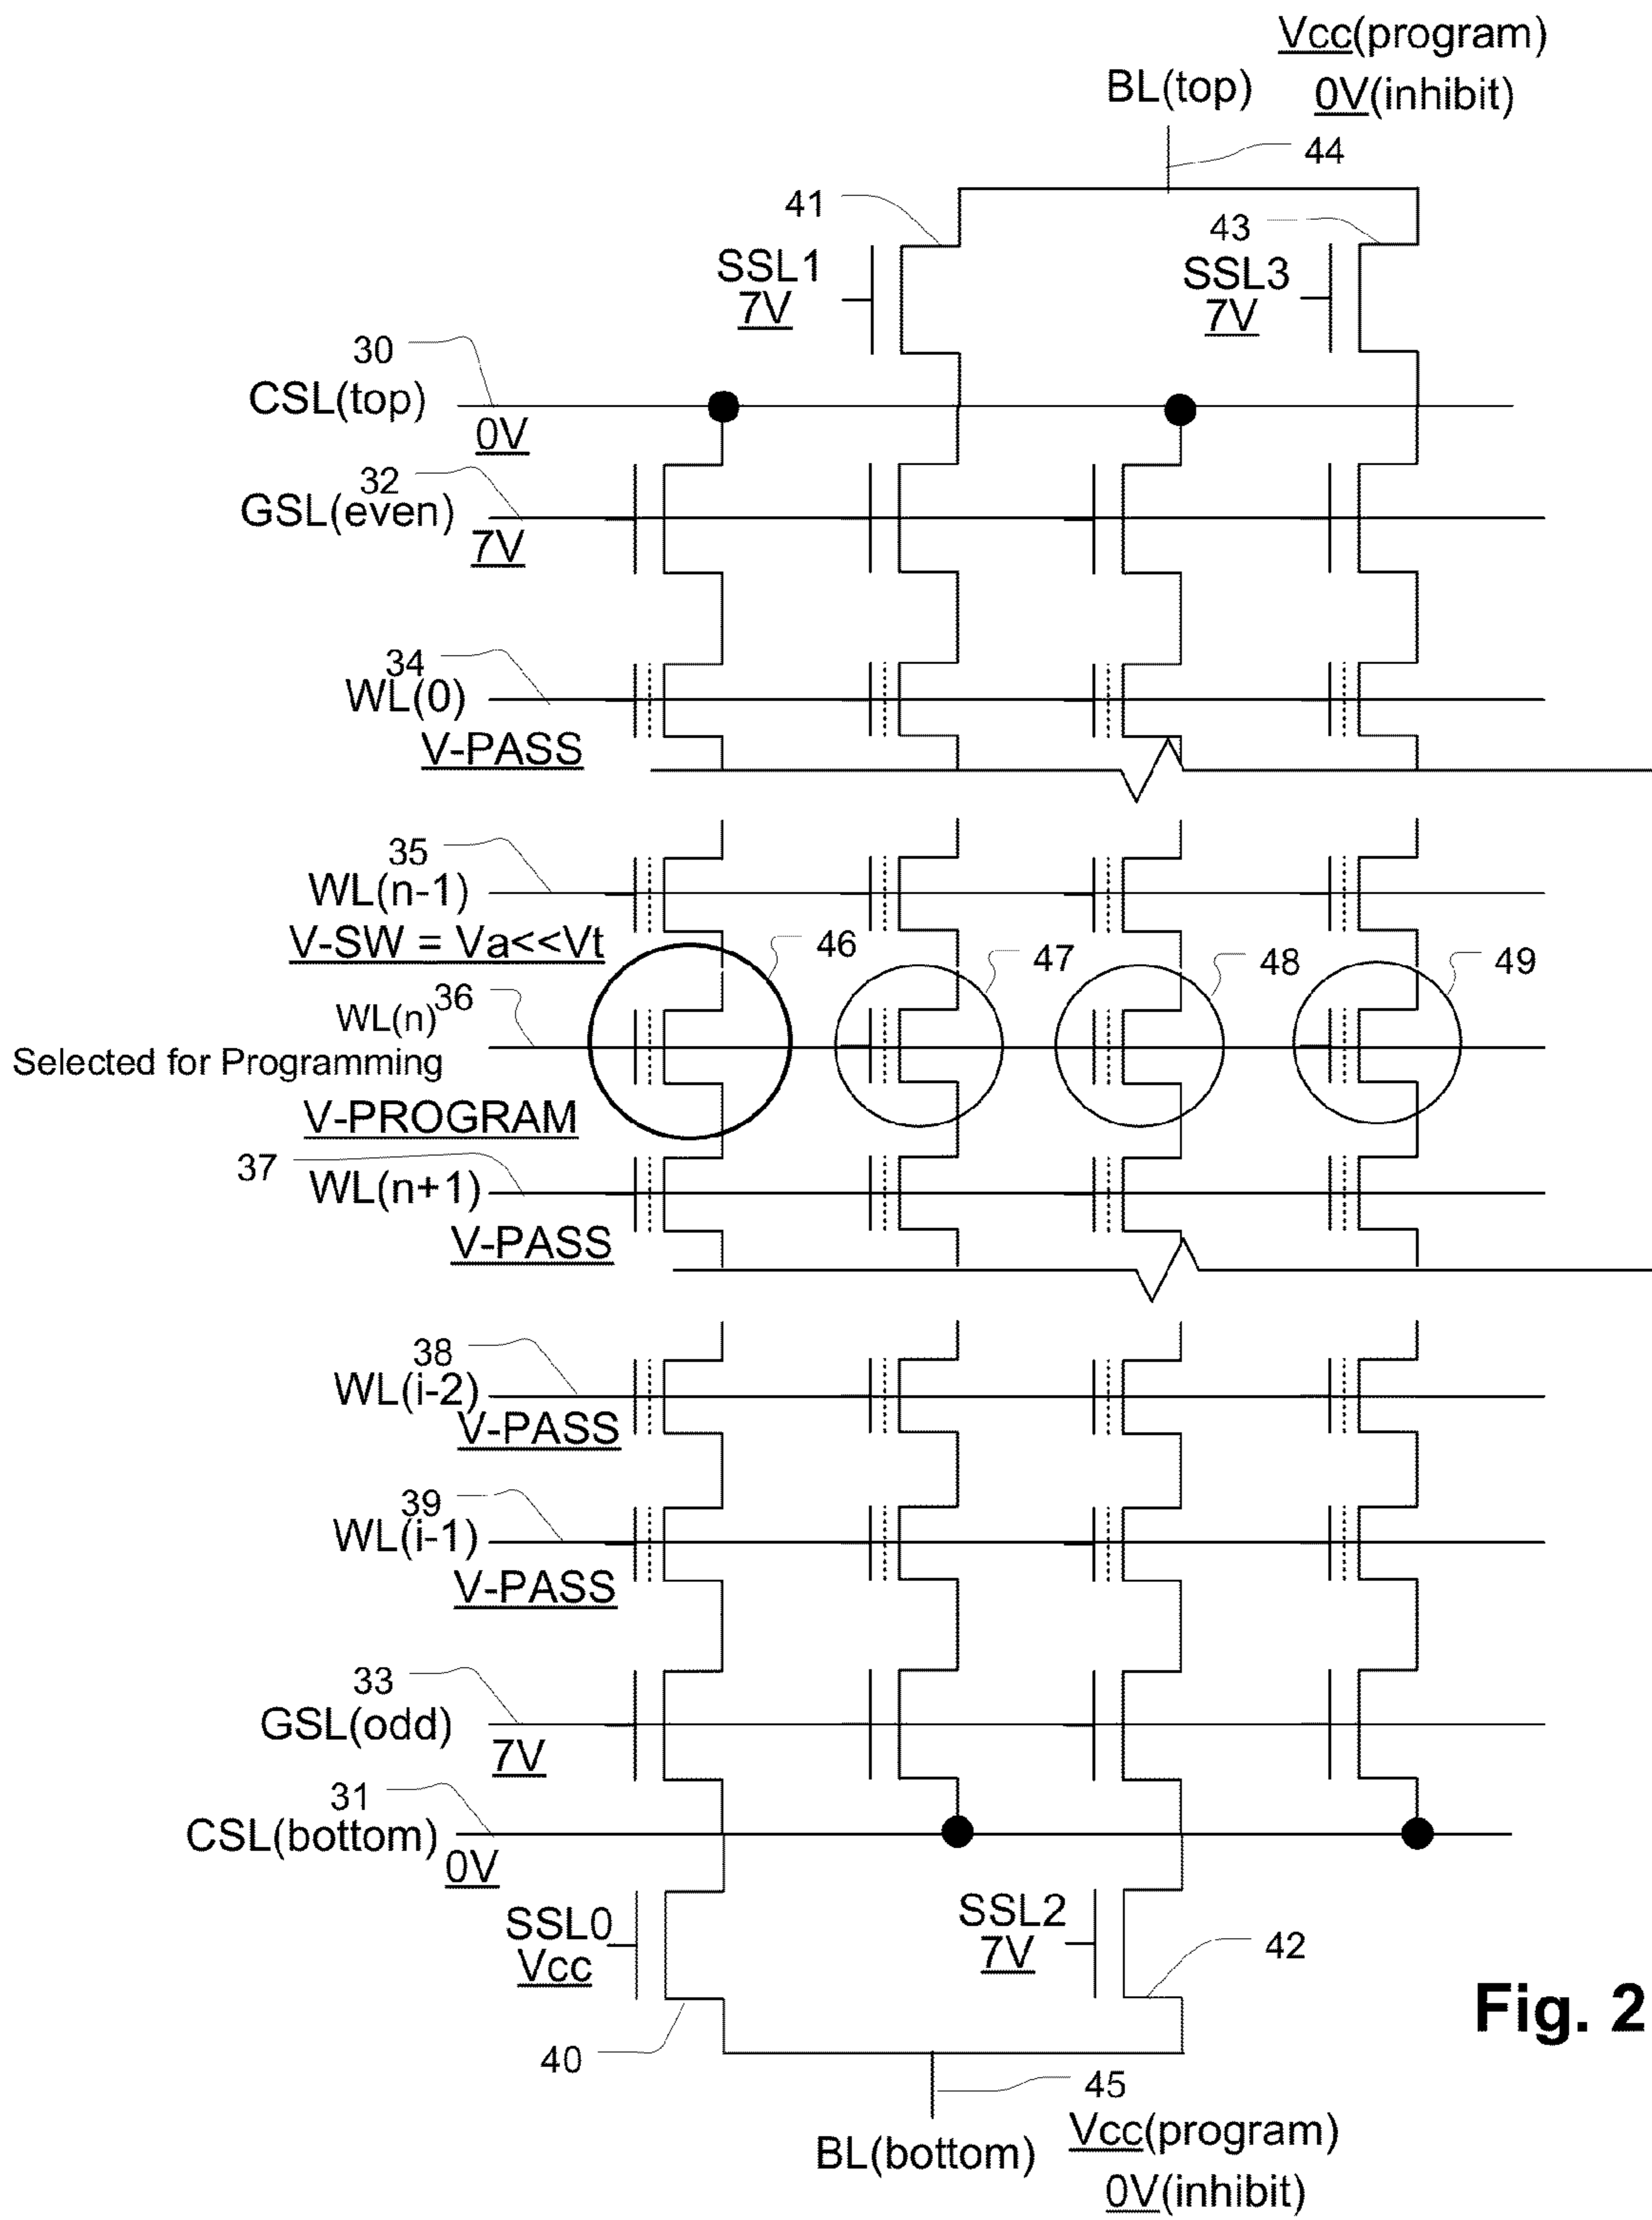 Vcc(program)
BL(top)
0V(inhibit)
44
41
43
SSL1
7V
SSL3
7V
30
CSL(top)
0V
32
GSL(even)
7V
34
WL(0)
V-PASS
35
WL(n-1)
V-SW = Va<<Vt
46
47
48
49
36
WL(n)
Selected for Programming
V-PROGRAM
37
WL(n+1)
V-PASS
38
WL(i-2)
V-PASS
39
WL(i-1)
V-PASS
33
GSL(odd)
7V
31
CSL(bottom)
0V
SSL0
Vcc
SSL2
7V
42
40
Fig. 2
45
BL(bottom)
Vcc(program)
0V(inhibit)